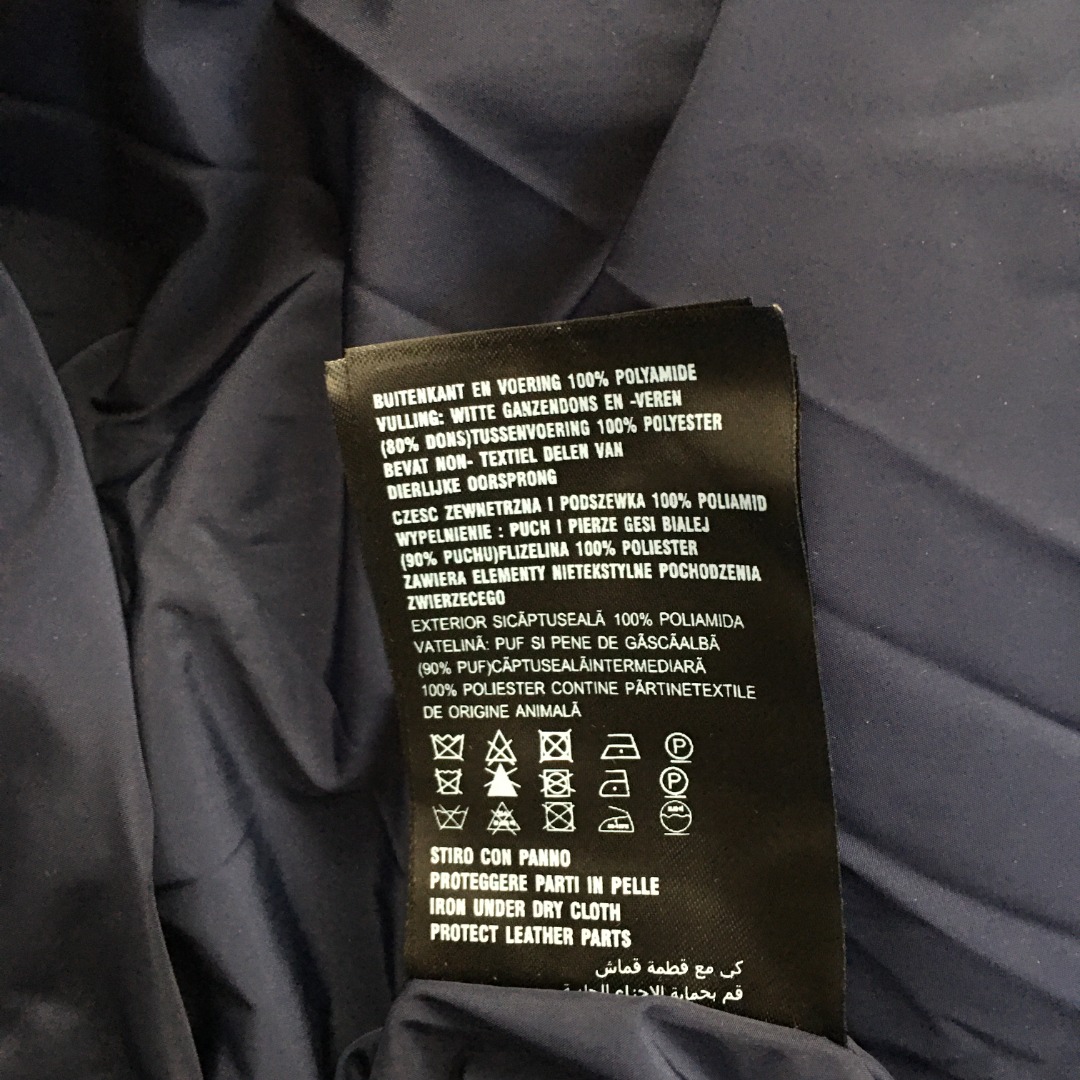 BUITENKANT EN VOERING 100% POLYAMIDE
VULLING: WITTE GANZENDONS EN -VEREN
(80% DONS)TUSSENVOERING 100% POLYESTER
BEVAT NON- TEXTIEL DELEN VAN
DIERLIJKE OORSPRONG
CZESC ZEWNETRZNA I PODSZEWKA 100% POLIAMID
WYPELNIENIE : PUCH I PIERZE GESI BIALEJ
(90% PUCHU)FLIZELINA 100% POLIESTER
ZAWIERA ELEMENTY NIETEKSTYLNE POCHODZENIA
ZWIERZECEGO
EXTERIOR SICĂPTUSEALĂ 100% POLIAMIDA
VATELINĂ: PUF SI PENE DE GĂSCĂALBĂ
(90% PUF)CĂPTUSEALĂINTERMEDIARĂ
100% POLIESTER CONTINE PĂRTINETEXTILE
DE ORIGINE ANIMALĂ
P
P
STIRO CON PANNO
PROTEGGERE PARTI IN PELLE
IRON UNDER DRY CLOTH
PROTECT LEATHER PARTS
كي مع قطمة قماش
قم بحماية الاجزاء